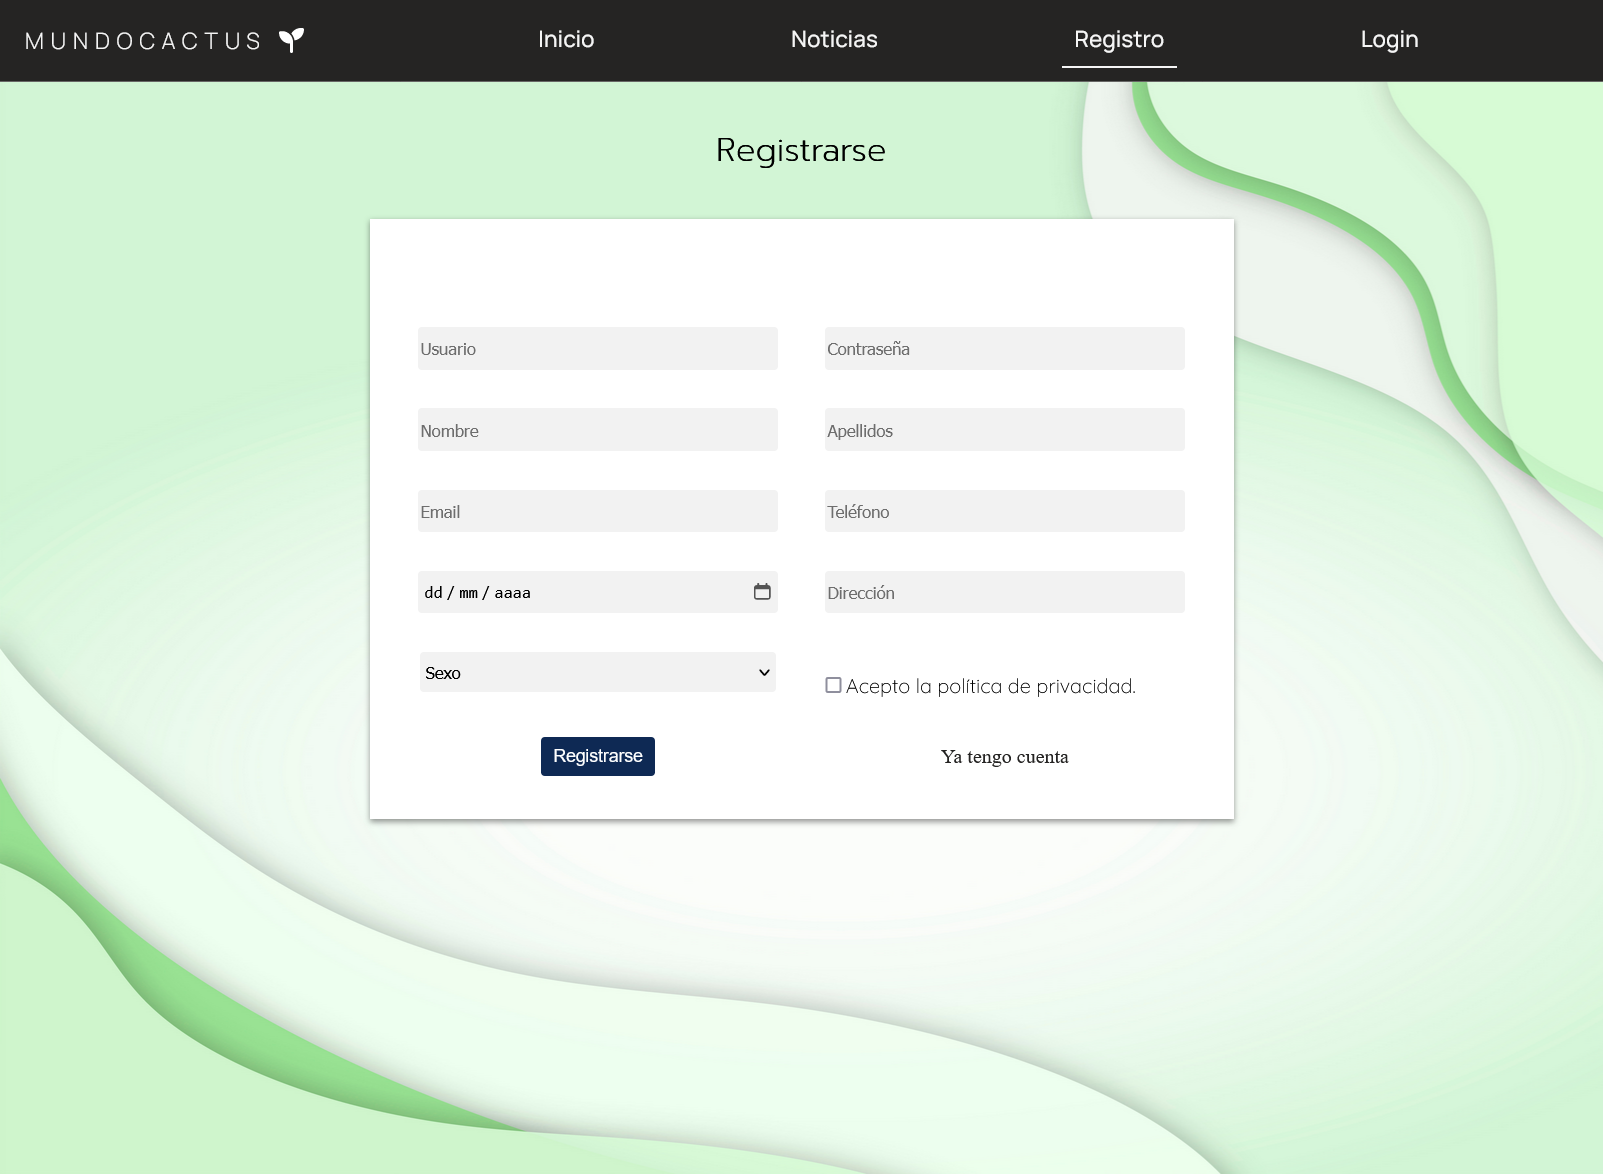 MUNDOCACTUS
Inicio
Noticias
Registro
Login
Registrarse
Usuario
Contraseña
Nombre
Apellidos
Email
Teléfono
dd / mm / aaaa
Dirección
Sexo
Acepto la política de privacidad.
Registrarse
Ya tengo cuenta